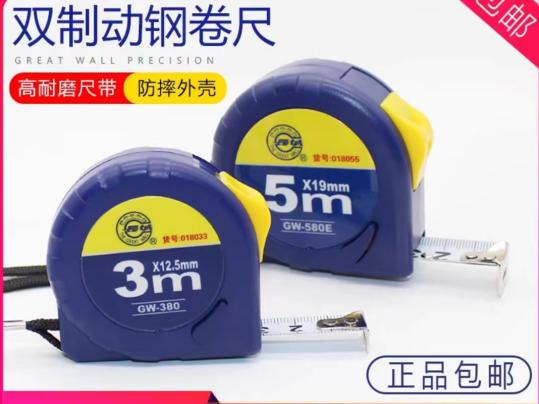 双制动钢卷尺
包邮
GREAT WALL PRECISION
高耐磨尺带
防摔外壳
货号:018055
5m
X19mm
GW-580E
货号:018033
3m
X12.5mm
GW-380
正品包邮